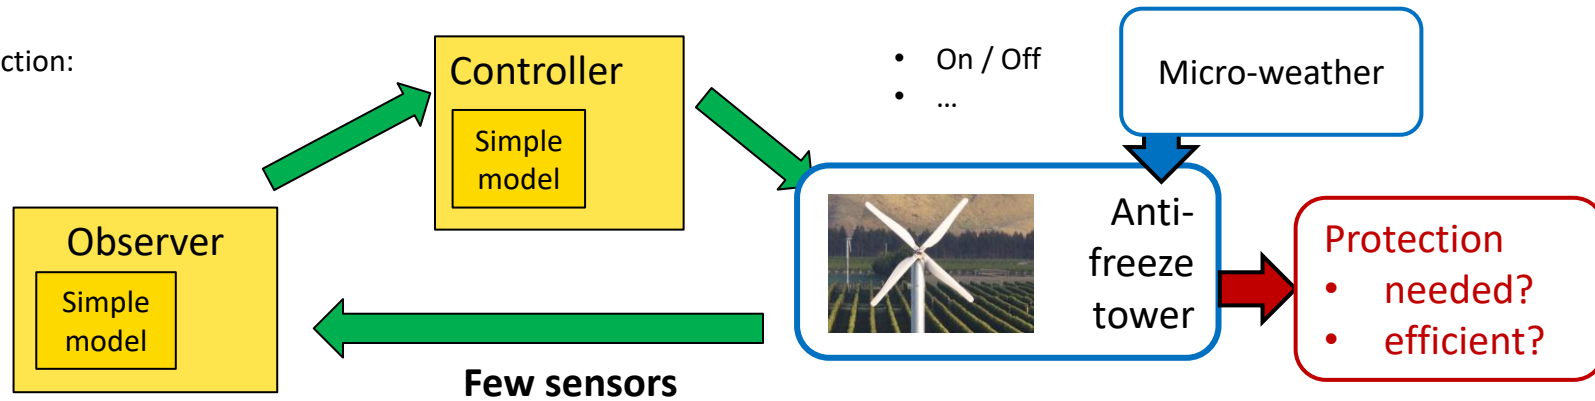 ction:
Controller
Simple
model
• On / Off
• ...
Micro-weather
Observer
Simple
model
Few sensors
Anti-
freeze
tower
Protection
• needed?
• efficient?